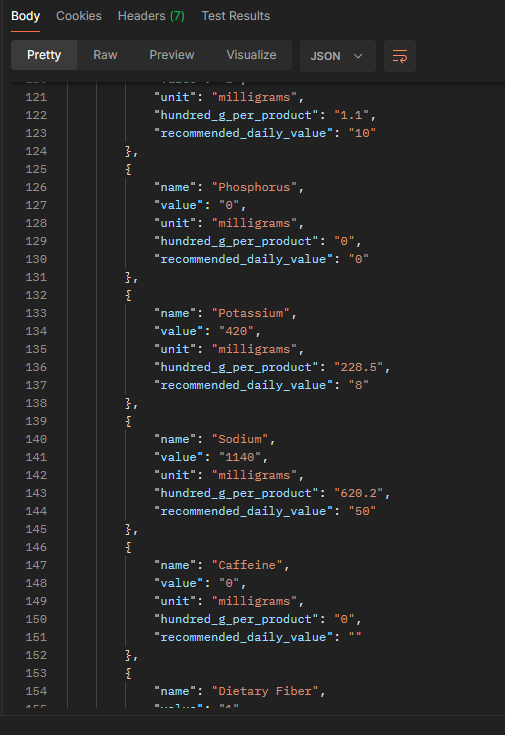 Body Cookies Headers (7) Test Results
Pretty Raw Preview Visualize JSON
121 "unit": "milligrams",
122 "hundred_g_per_product": "1.1",
123 "recommended_daily_value": "10"
124 },
125 {
126 "name": "Phosphorus",
127 "value": "0",
128 "unit": "milligrams",
129 "hundred_g_per_product": "0",
130 "recommended_daily_value": "0"
131 },
132 {
133 "name": "Potassium",
134 "value": "420",
135 "unit": "milligrams",
136 "hundred_g_per_product": "228.5",
137 "recommended_daily_value": "8"
138 },
139 {
140 "name": "Sodium",
141 "value": "1140",
142 "unit": "milligrams",
143 "hundred_g_per_product": "620.2",
144 "recommended_daily_value": "50"
145 },
146 {
147 "name": "Caffeine",
148 "value": "0",
149 "unit": "milligrams",
150 "hundred_g_per_product": "0",
151 "recommended_daily_value": ""
152 },
153 {
154 "name": "Dietary Fiber",